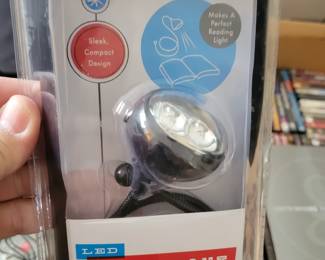 Makes A
Perfect
Reading
Light
Sleek,
Compact
Design
LED